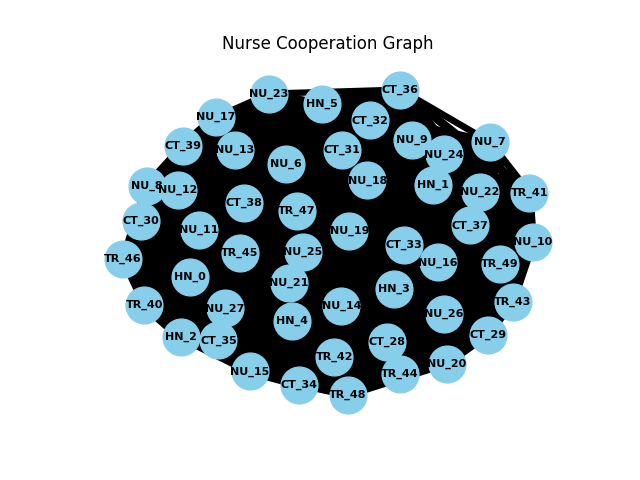 Nurse Cooperation Graph
CT_36
NU_23
HN_5
NU_17
CT_32
NU_9
NU_7
CT_39
NU_13
CT_31
NU_24
NU_6
NU_18
HN_1
NU_8
NU_12
NU_22
TR_41
CT_38
TR_47
CT_30
CT_37
NU_11
NU_19
NU_10
CT_33
TR_45
NU_25
TR_46
NU_16
TR_49
HN_0
NU_21
HN_3
TR_43
TR_40
NU_27
NU_14
NU_26
HN_4
CT_29
HN_2
CT_35
CT_28
TR_42
NU_20
NU_15
TR_44
CT_34
TR_48